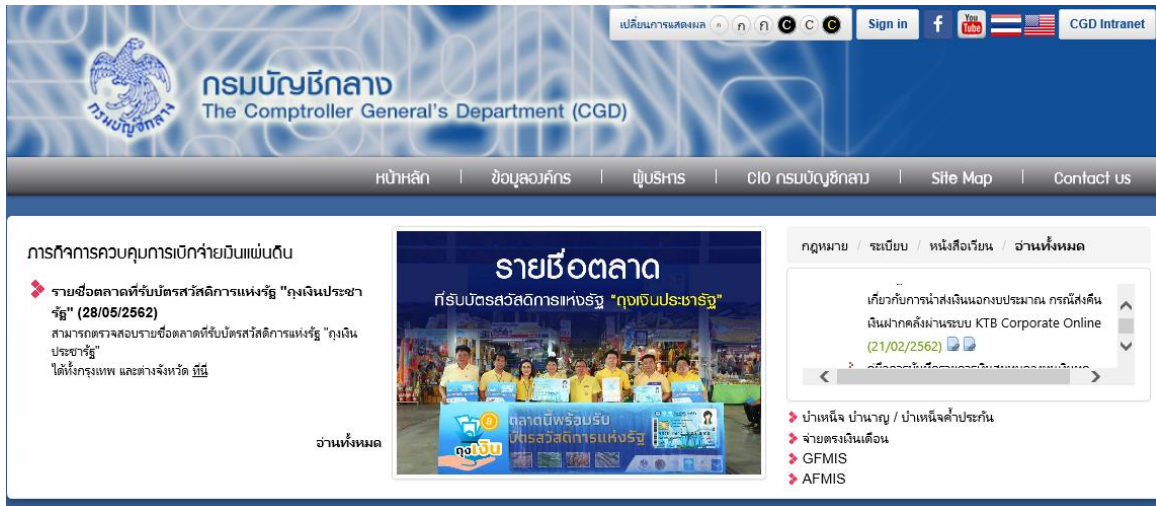 เปลี่ยนการแสดงผล ก ก ก C C C Sign in f You Tube CGD Intranet
กรมบัญชีกลาง
กรมบัญชีกลาง
The Comptroller General's Department (CGD)
หน้าหลัก | ข้อมูลองค์กร | ผู้บริหาร | CIO กรมบัญชีกลาง | Site Map | Contact us
ภารกิจการควบคุมการเบิกจ่ายเงินแผ่นดิน
รายชื่อตลาดที่รับบัตรสวัสดิการแห่งรัฐ "ถุงเงินประชา
รัฐ" (28/05/2562)
สามารถตรวจสอบรายชื่อตลาดที่รับบัตรสวัสดิการแห่งรัฐ "ถุงเงิน
ประชารัฐ"
ได้ทั้งกรุงเทพ และต่างจังหวัด ที่นี่
อ่านทั้งหมด
รายชื่อตลาด
ที่รับบัตรสวัสดิการแห่งรัฐ "ถุงเงินประชารัฐ"
ถุงเงิน
ตลาดนี้พร้อมรับ
บัตรสวัสดิการแห่งรัฐ
กฎหมาย / ระเบียบ / หนังสือเวียน / อ่านทั้งหมด
เกี่ยวกับการนำส่งเงินนอกงบประมาณ กรณีส่งคืน
เงินฝากคลังผ่านระบบ KTB Corporate Online
(21/02/2562)
บำเหน็จ บำนาญ / บำเหน็จค้ำประกัน
จ่ายตรงเงินเดือน
GFMIS
AFMIS